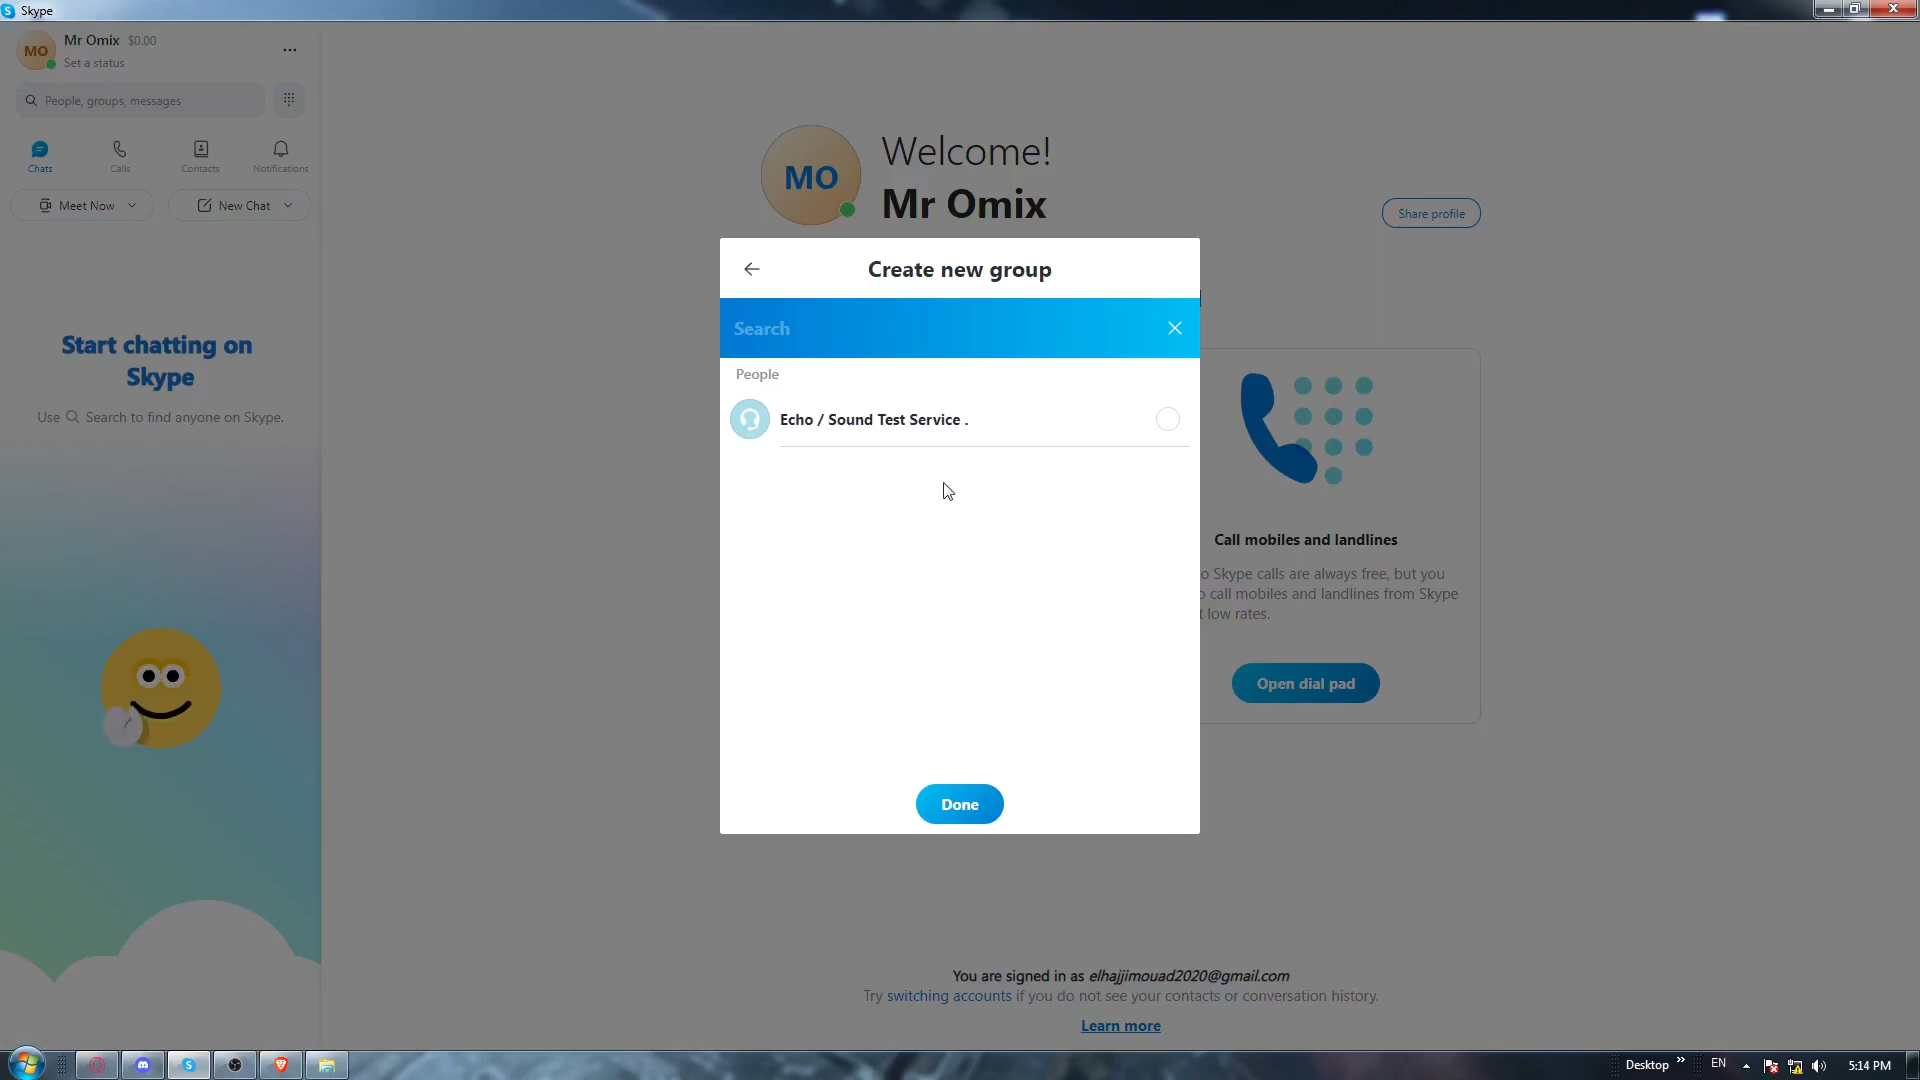 Skype
MO
Mr Omix $0.00
Set a status
People, groups, messages
Chats
Calls
Contacts
Notifications
Meet Now
New Chat
Start chatting on
Skype
Use Search to find anyone on Skype.
MO
Welcome!
Mr Omix
Share profile
Create new group
Search
People
Echo / Sound Test Service .
Done
Call mobiles and landlines
o Skype calls are always free, but you
call mobiles and landlines from Skype
t low rates.
Open dial pad
You are signed in as elhajjimouad2020@gmail.com
Try switching accounts if you do not see your contacts or conversation history.
Learn more
Desktop
EN
5:14 PM